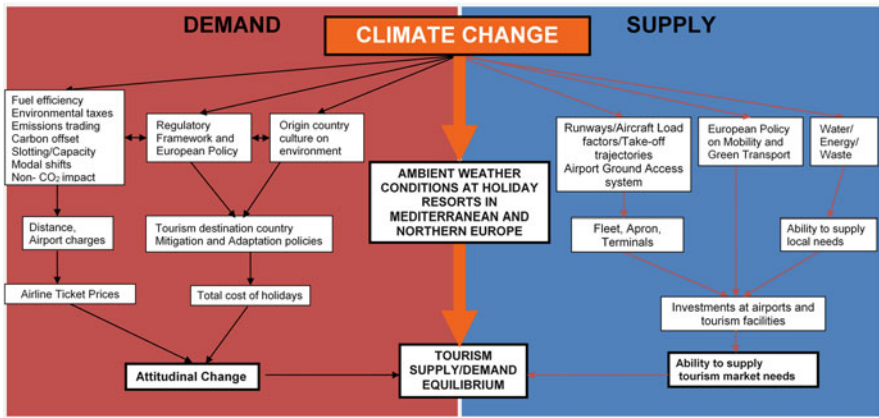 DEMAND
CLIMATE CHANGE
SUPPLY
Fuel efficiency
Environmental taxes
Emissions trading
Carbon offset
Slotting/Capacity
Modal shifts
Non- CO₂ impact
Regulatory
Framework and
European Policy
Origin country
culture on
environment
Runways/Aircraft Load
factors/Take-off
trajectories
Airport Ground Access
system
European Policy
on Mobility and
Green Transport
Water/
Energy/
Waste
AMBIENT WEATHER
CONDITIONS AT HOLIDAY
RESORTS IN
MEDITERRANEAN AND
NORTHERN EUROPE
Distance,
Airport charges
Tourism destination country
Mitigation and Adaptation policies
Fleet, Apron,
Terminals
Ability to supply
local needs
Airline Ticket Prices
Total cost of holidays
Investments at airports and
tourism facilities
Attitudinal Change
TOURISM
SUPPLY/DEMAND
EQUILIBRIUM
Ability to supply
tourism market needs